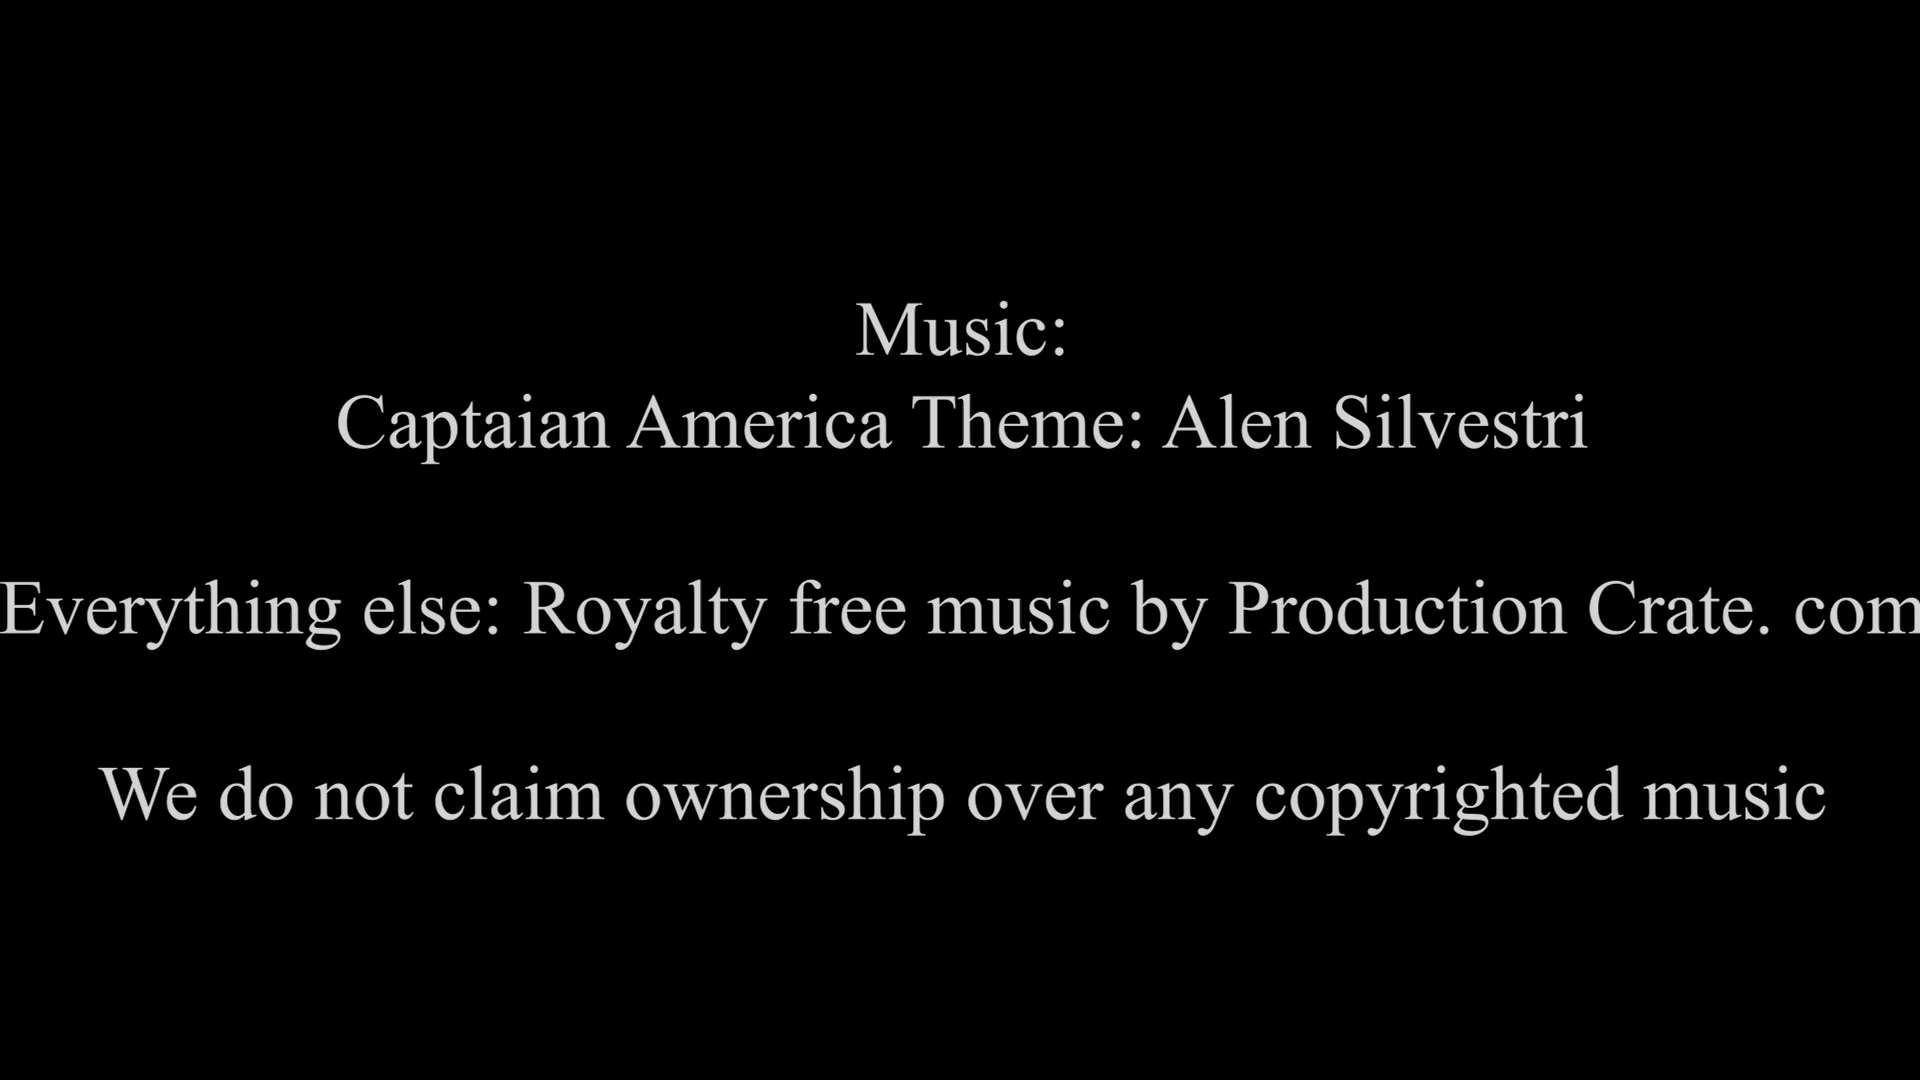 Music:
Captaian America Theme: Alen Silvestri
Everything else: Royalty free music by Production Crate. com
We do not claim ownership over any copyrighted music